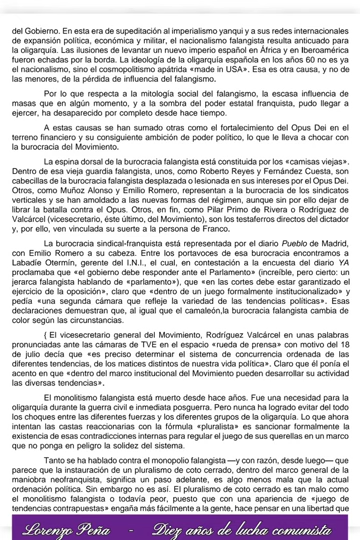 del Gobierno. En esta era de supeditación al imperialismo yanqui y a sus redes internacionales
de expansión política, económica y militar, el nacionalismo falangista resulta anticuado para
la oligarquía. Las ilusiones de levantar un nuevo imperio español en África y en Iberoamérica
fueron echadas por la borda. La ideología de la oligarquía española en los años 60 no es ya
el nacionalismo, sino el cosmopolitismo apátrida «made in USA». Esa es otra causa, y no de
las menores, de la pérdida de influencia del falangismo.
Por lo que respecta a la mitología social del falangismo, la escasa influencia de
masas que en algún momento, y a la sombra del poder estatal franquista, pudo llegar a
ejercer, ha desaparecido por completo desde hace tiempo.
A estas causas se han sumado otras como el fortalecimiento del Opus Dei en el
terreno financiero y su consiguiente ambición de poder político, lo que le lleva a chocar con
la burocracia del Movimiento.
La espina dorsal de la burocracia falangista está constituida por los «camisas viejas».
Dentro de esa vieja guardia falangista, unos, como Roberto Reyes y Fernández Cuesta, son
cabecillas de la burocracia falangista desplazada o lesionada en sus intereses por el Opus Dei.
Otros, como Muñoz Alonso y Emilio Romero, representan a la burocracia de los sindicatos
verticales y se han amoldado a las nuevas formas del régimen, aunque sin por ello dejar de
librar la batalla contra el Opus. Otros, en fin, como Pilar Primo de Rivera o Rodríguez de
Valcárcel (vicesecretario, éste último, del Movimiento), son los testaferros directos del dictador
y, por ello, ven vinculada su suerte a la persona de Franco.
La burocracia sindical-franquista está representada por el diario Pueblo de Madrid,
con Emilio Romero a su cabeza. Entre los portavoces de esa burocracia encontramos a
Labadíe Otermín, gerente del I.N.I., el cual, en contestación a la encuesta del diario YA
proclamaba que «el gobierno debe responder ante el Parlamento» (increíble, pero cierto: un
jerarca falangista hablando de «parlamento»), que «en las cortes debe estar garantizado el
ejercicio de la oposición», claro que «dentro de un juego formalmente institucionalizado» y
pedía «una segunda cámara que refleje la variedad de las tendencias políticas». Esas
declaraciones demuestran que, al igual que el camaleón,la burocracia falangista cambia de
color según las circunstancias.
( El vicesecretario general del Movimiento, Rodríguez Valcárcel en unas palabras
pronunciadas ante las cámaras de TVE en el espacio «rueda de prensa» con motivo del 18
de julio decía que «es preciso determinar el sistema de concurrencia ordenada de las
diferentes tendencias, de los matices distintos de nuestra vida política». Claro que él ponía el
acento en que «dentro del marco institucional del Movimiento pueden desarrollar su actividad
las diversas tendencias».
El monolitismo falangista está muerto desde hace años. Fue una necesidad para la
oligarquía durante la guerra civil e inmediata posguerra. Pero nunca ha logrado evitar del todo
los choques entre las diferentes fuerzas y los diferentes grupos de la oligarquía. Lo que ahora
intentan las castas reaccionarias con la fórmula «pluralista» es sancionar formalmente la
existencia de esas contradicciones internas para regular el juego de sus querellas en un marco
que no ponga en peligro la solidez del sistema.
Tanto se ha hablado contra el monopolio falangista —y con razón, desde luego— que
parece que la instauración de un pluralismo de coto cerrado, dentro del marco general de la
maniobra neofranquista, significa un paso adelante, es algo menos mala que la actual
ordenación política. Sin embargo no es así. El pluralismo de coto cerrado es tan malo como
el monolitismo falangista o todavía peor, puesto que con una apariencia de «juego de
tendencias contrapuestas» engaña más fácilmente a la gente, hace pensar en una libertad que
Lorenzo Peña - Diez años de lucha comunista